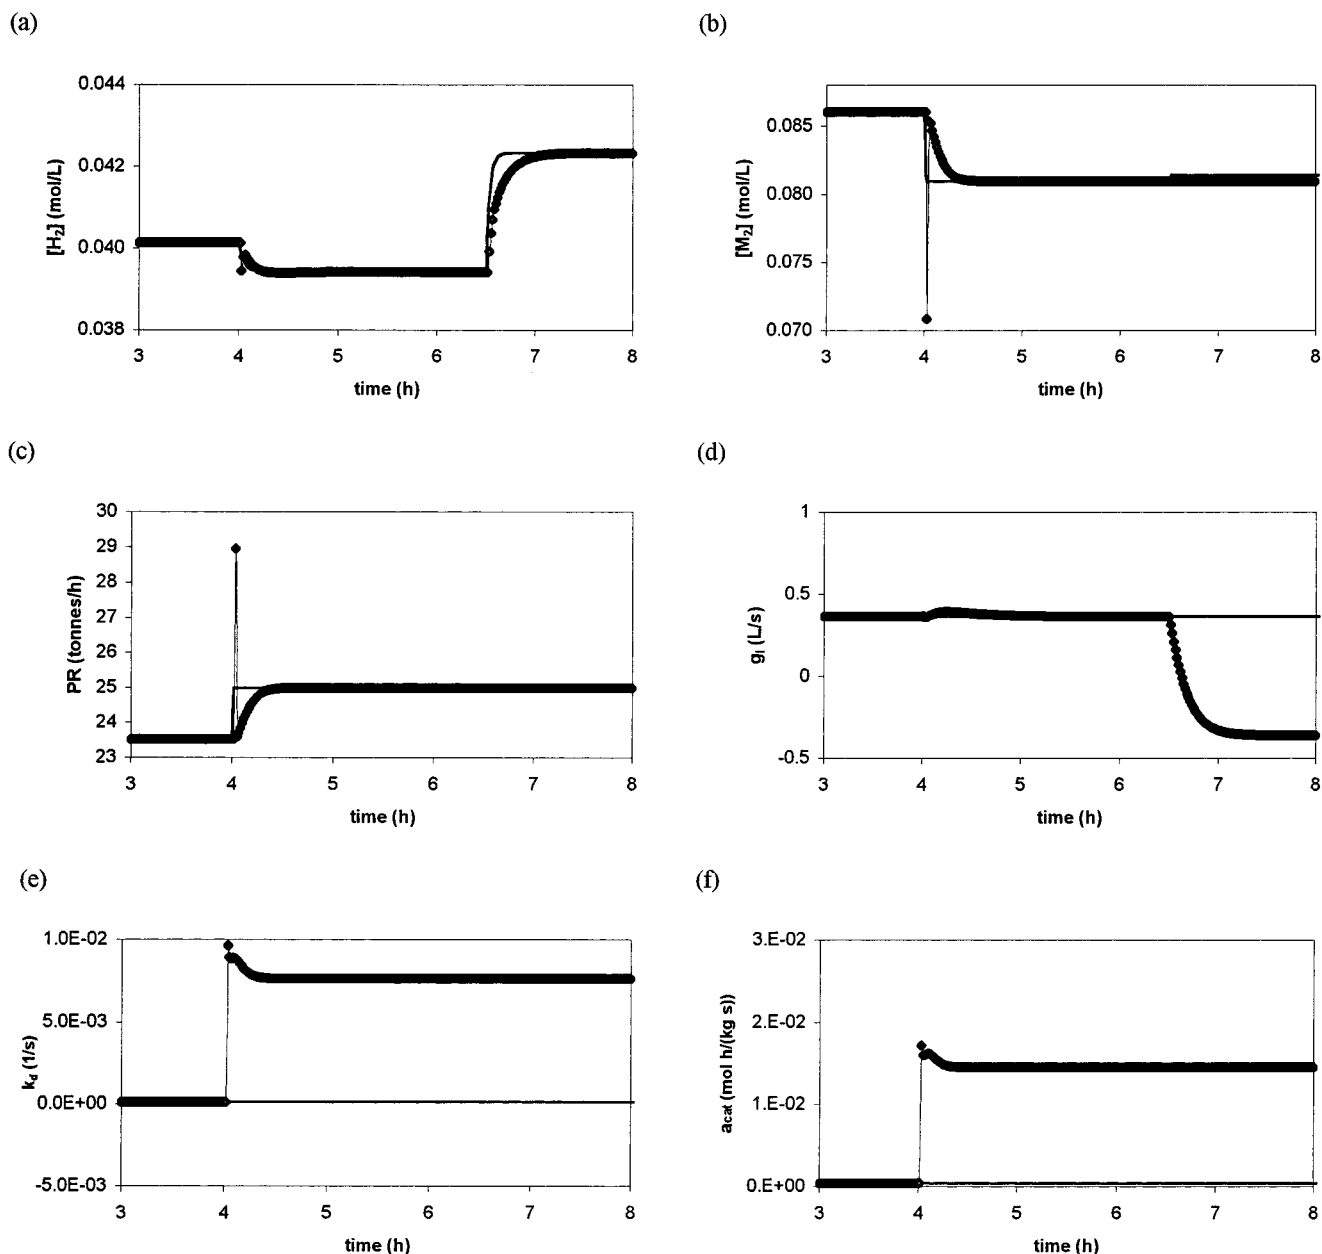 (a)
0.044
0.042
0.040
0.038
[H2] (mol/L)
3 4 5 6 7 8
time (h)
(b)
0.085
0.080
0.075
0.070
[M2] (mol/L)
3 4 5 6 7 8
time (h)
(c)
30
29
28
27
26
25
24
23
PR (tonnes/h)
3 4 5 6 7 8
time (h)
(d)
1
0.5
0
-0.5
gI (L/s)
3 4 5 6 7 8
time (h)
(e)
1.0E-02
5.0E-03
0.0E+00
-5.0E-03
kd (1/s)
3 4 5 6 7 8
time (h)
(f)
3.E-02
2.E-02
1.E-02
0.E+00
acat (mol h/(kg s))
3 4 5 6 7 8
time (h)